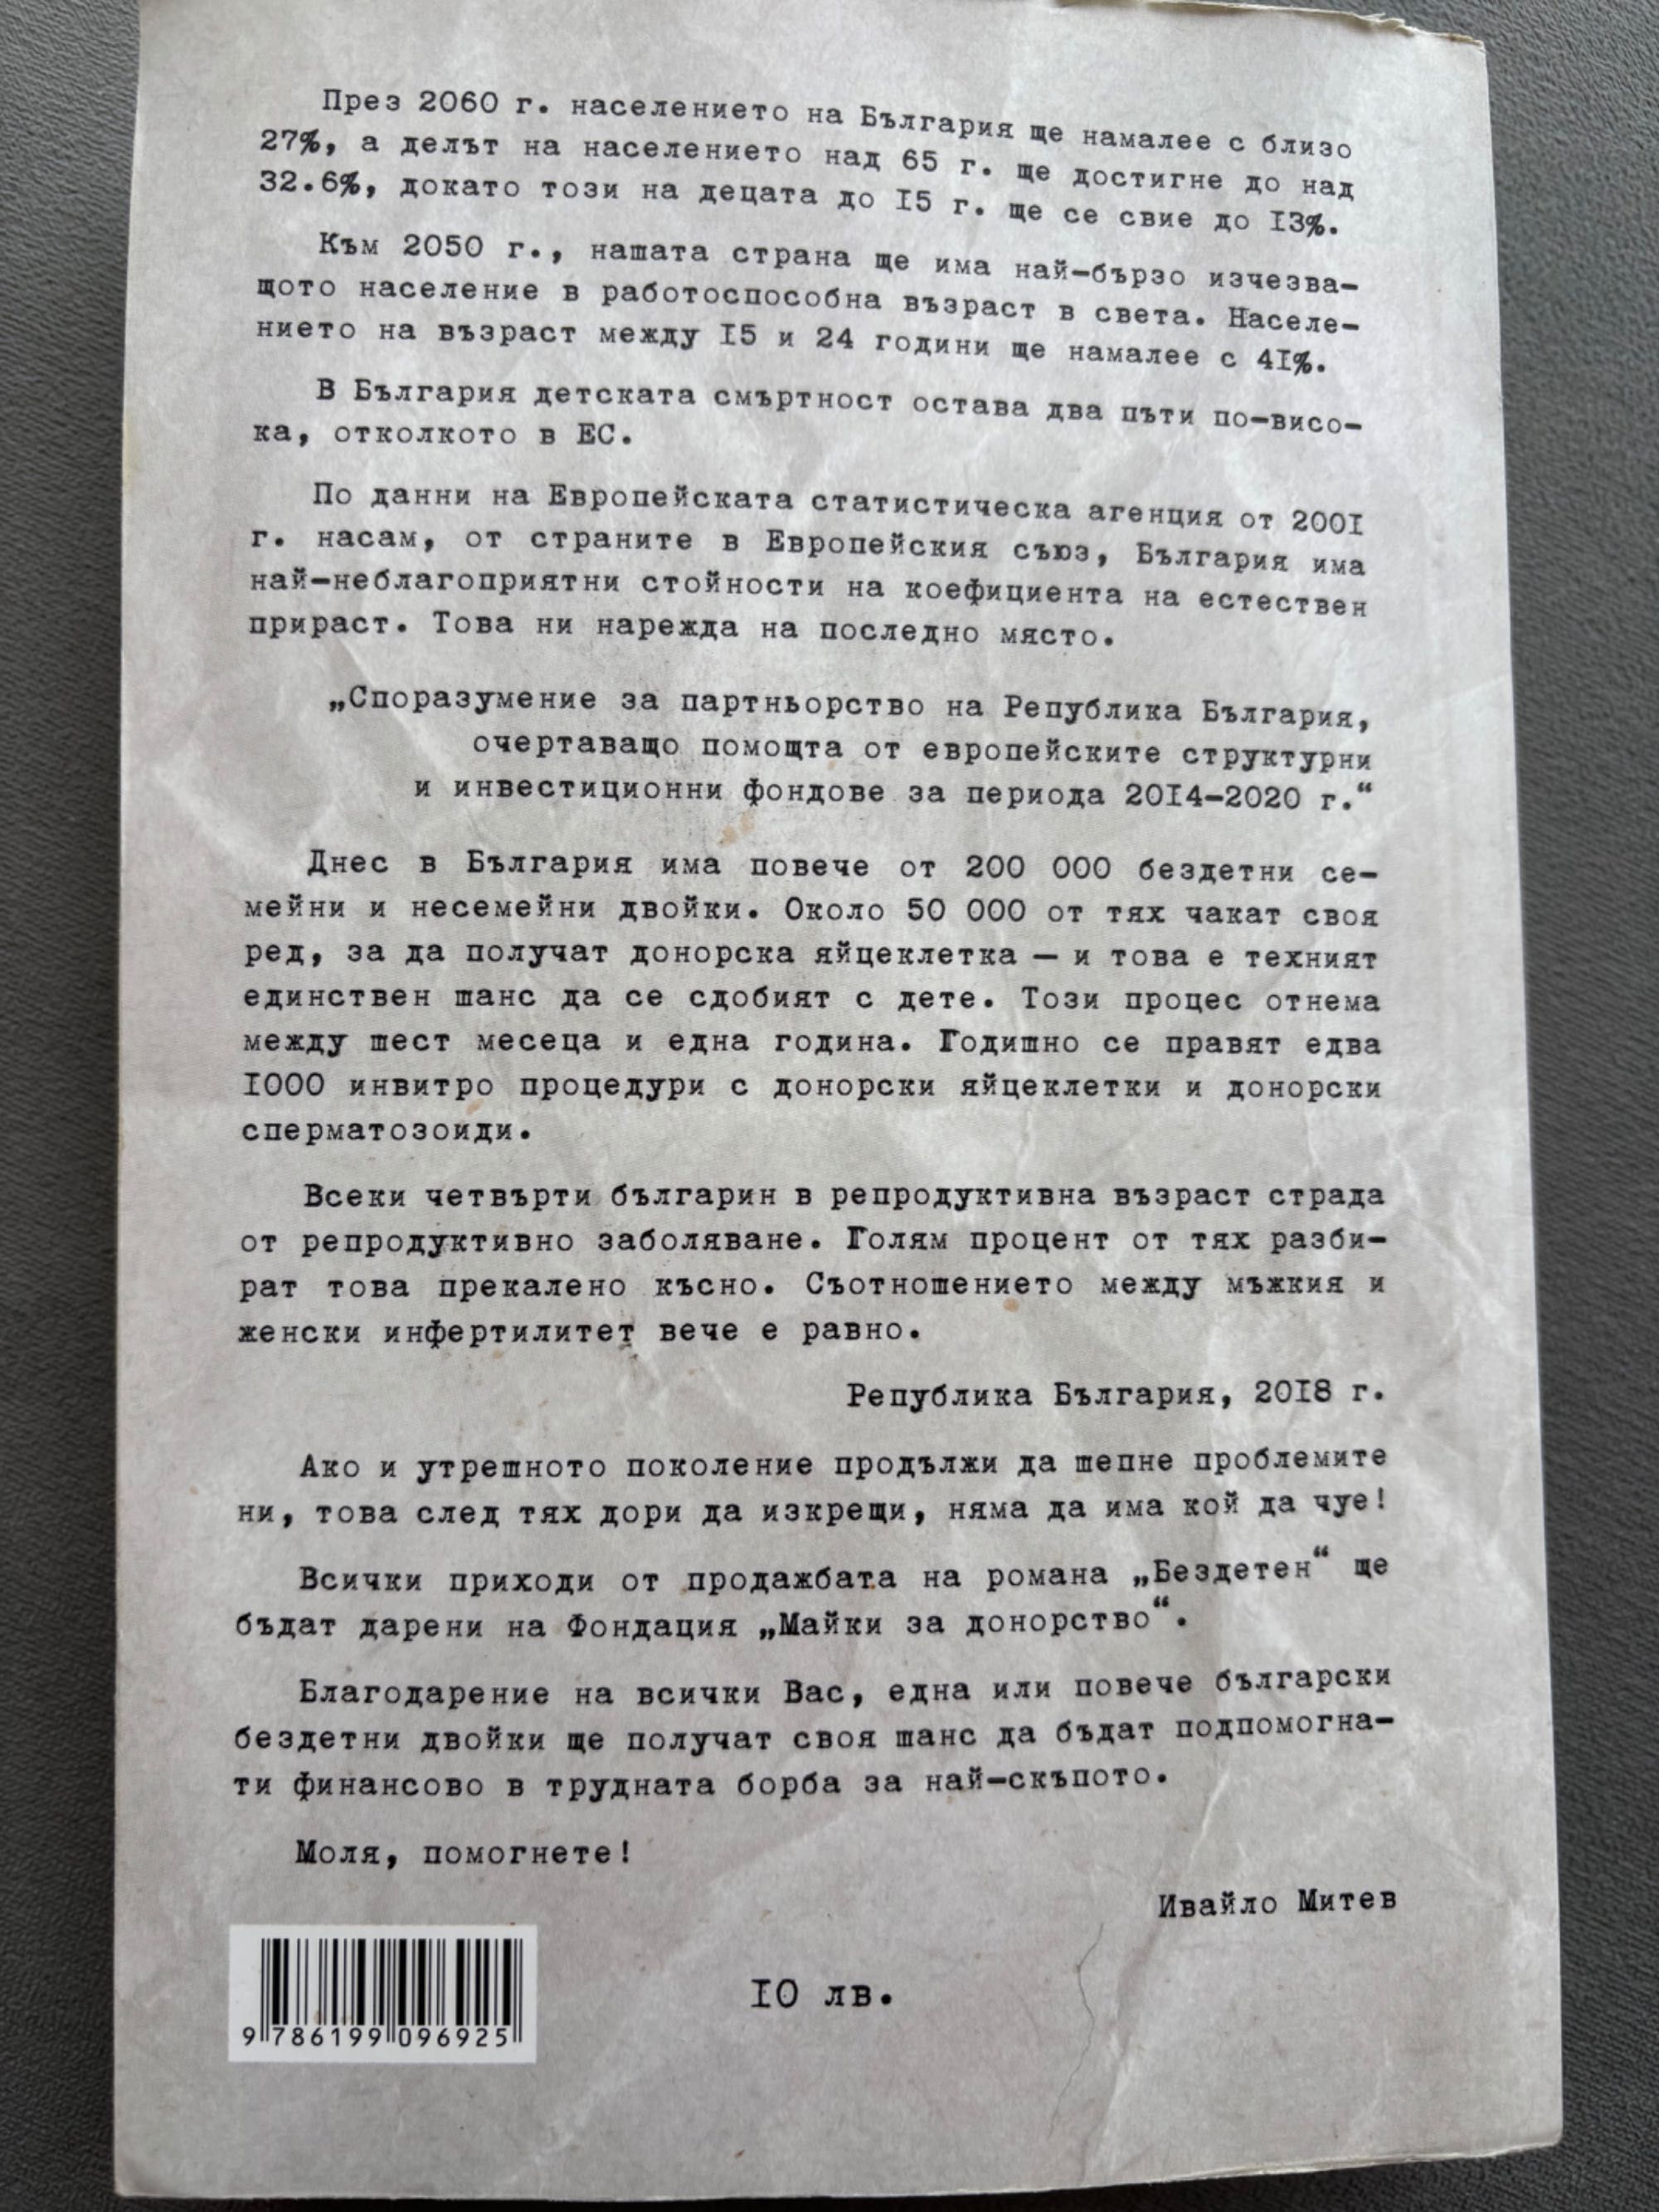 През 2060 г. населението на България ще намалее с близо
27%, а делът на населението над 65 г. ще достигне до над
32.6%, докато този на децата до 15 г. ще се свие до 13%.
Към 2050 г., нашата страна ще има най-бързо изчезва-
щото население в работоспособна възраст в света. Населе-
нието на възраст между 15 и 24 години ще намалее с 41%.
В България детската смъртност остава два пъти по-висо-
ка, отколкото в ЕС.
По данни на Европейската статистическа агенция от 2001
г. насам, от страните в Европейския съюз, България има
най-неблагоприятни стойности на коефициента на естествен
прираст. Това ни нарежда на последно място.
„Споразумение за партньорство на Република България,
очертаващо помощта от европейските структурни
и инвестиционни фондове за периода 2014-2020 г.“
Днес в България има повече от 200 000 бездетни се-
мейни и несемейни двойки. Около 50 000 от тях чакат своя
ред, за да получат донорска яйцеклетка – и това е техният
единствен шанс да се сдобият с дете. Този процес отнема
между шест месеца и една година. Годишно се правят едва
1000 инвитро процедури с донорски яйцеклетки и донорски
сперматозоиди.
Всеки четвърти българин в репродуктивна възраст страда
от репродуктивно заболяване. Голям процент от тях разби-
рат това прекалено късно. Съотношението между мъжкия и
женски инфертилитет вече е равно.
Република България, 2018 г.
Ако и утрешното поколение продължи да шепне проблемите
ни, това след тях дори да изкрещи, няма да има кой да чуе!
Всички приходи от продажбата на романа „Бездетен“ ще
бъдат дарени на Фондация „Майки за донорство“.
Благодарение на всички Вас, една или повече български
бездетни двойки ще получат своя шанс да бъдат подпомогна-
ти финансово в трудната борба за най-скъпото.
Моля, помогнете!
Ивайло Митев
10 лв.
9 786199 096925